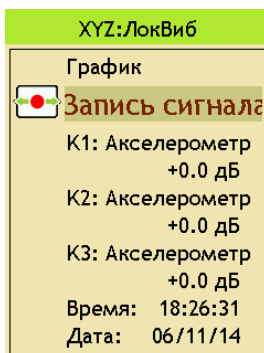 XYZ:ЛокВиб
График
Запись сигнала
К1: Акселерометр
+0.0 дБ
К2: Акселерометр
+0.0 дБ
К3: Акселерометр
+0.0 дБ
Время: 18:26:31
Дата: 06/11/14